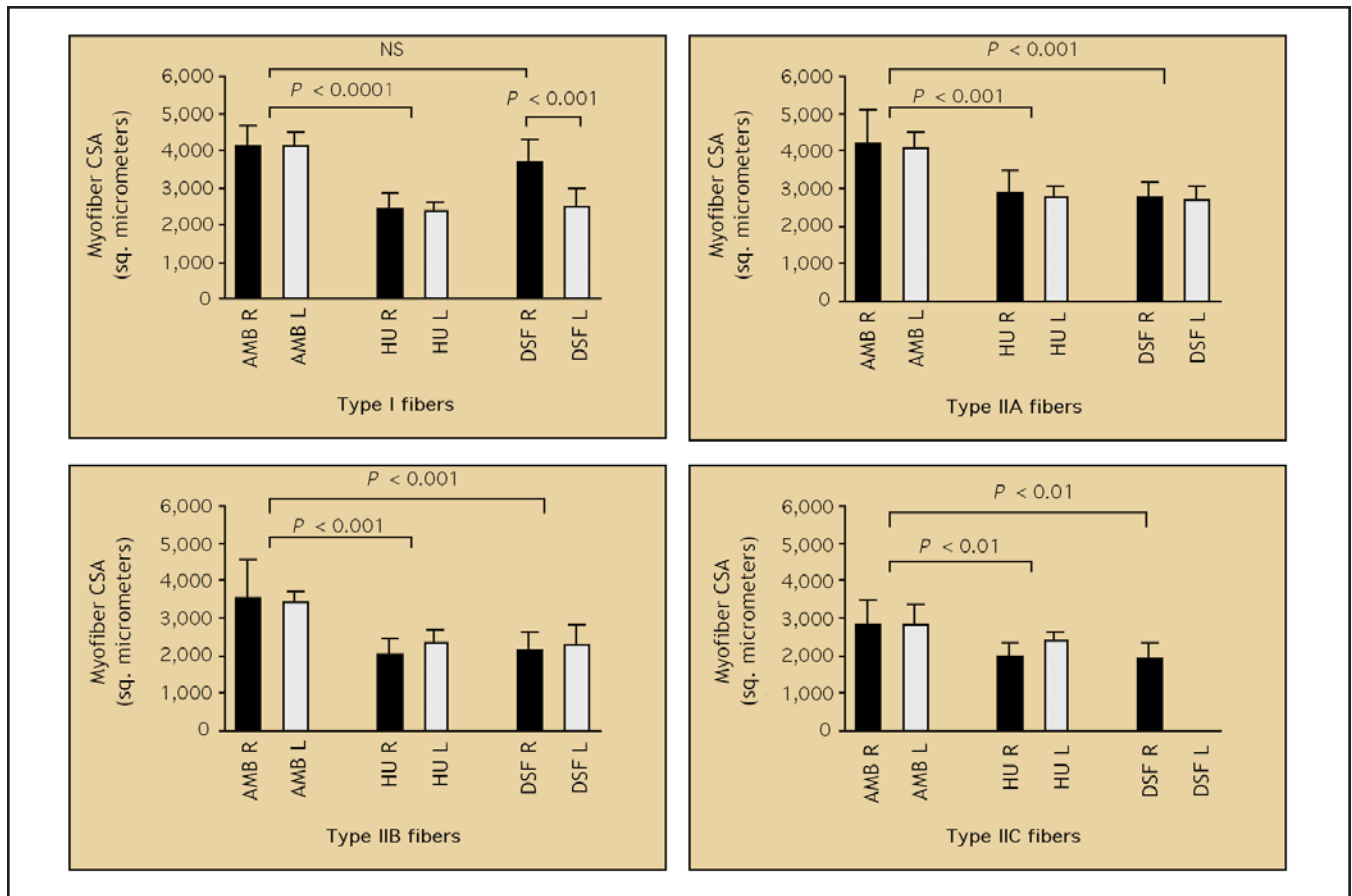 NS
P < 0.0001
P < 0.001
Myofiber CSA
(sq. micrometers)
6,000
5,000
4,000
3,000
2,000
1,000
0
AMB R
AMB L
HU R
HU L
DSF R
DSF L
Type I fibers
P < 0.001
P < 0.001
Myofiber CSA
(sq. micrometers)
6,000
5,000
4,000
3,000
2,000
1,000
0
AMB R
AMB L
HU R
HU L
DSF R
DSF L
Type IIA fibers
P < 0.001
P < 0.001
Myofiber CSA
(sq. micrometers)
6,000
5,000
4,000
3,000
2,000
1,000
0
AMB R
AMB L
HU R
HU L
DSF R
DSF L
Type IIB fibers
P < 0.01
P < 0.01
Myofiber CSA
(sq. micrometers)
6,000
5,000
4,000
3,000
2,000
1,000
0
AMB R
AMB L
HU R
HU L
DSF R
DSF L
Type IIC fibers